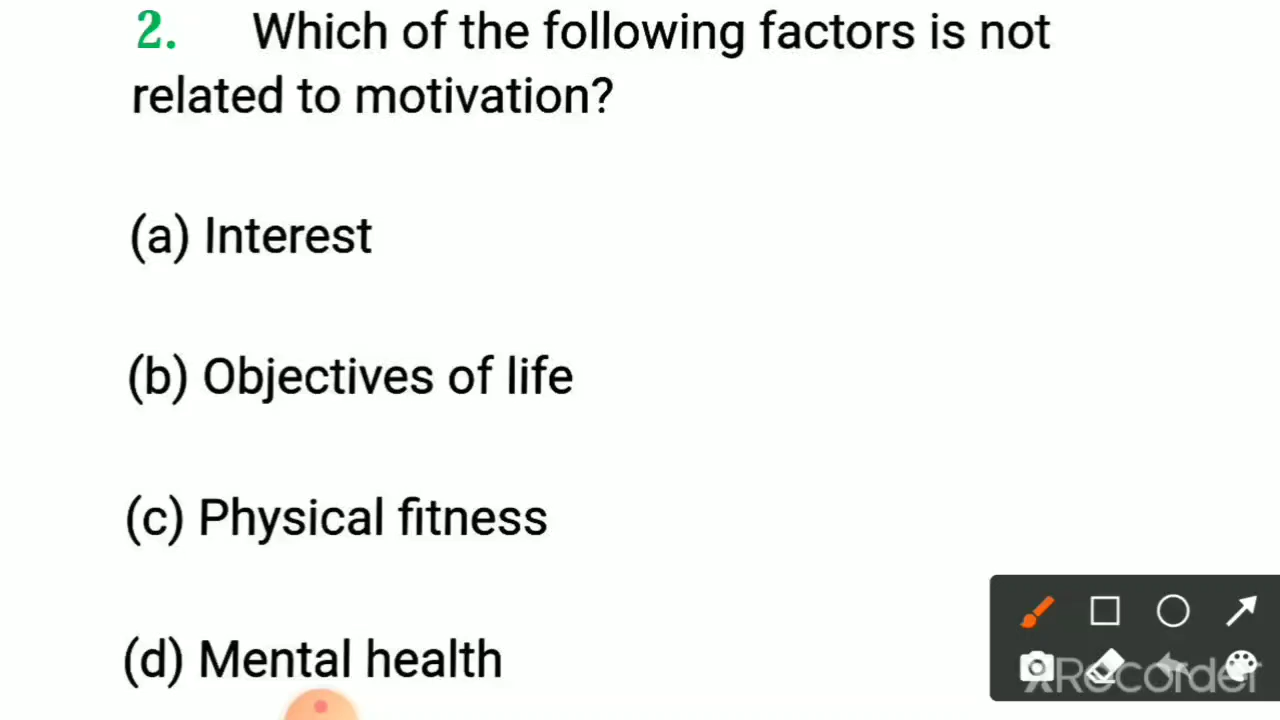 2. Which of the following factors is not
related to motivation?
(a) Interest
(b) Objectives of life
(c) Physical fitness
(d) Mental health
XRecorder